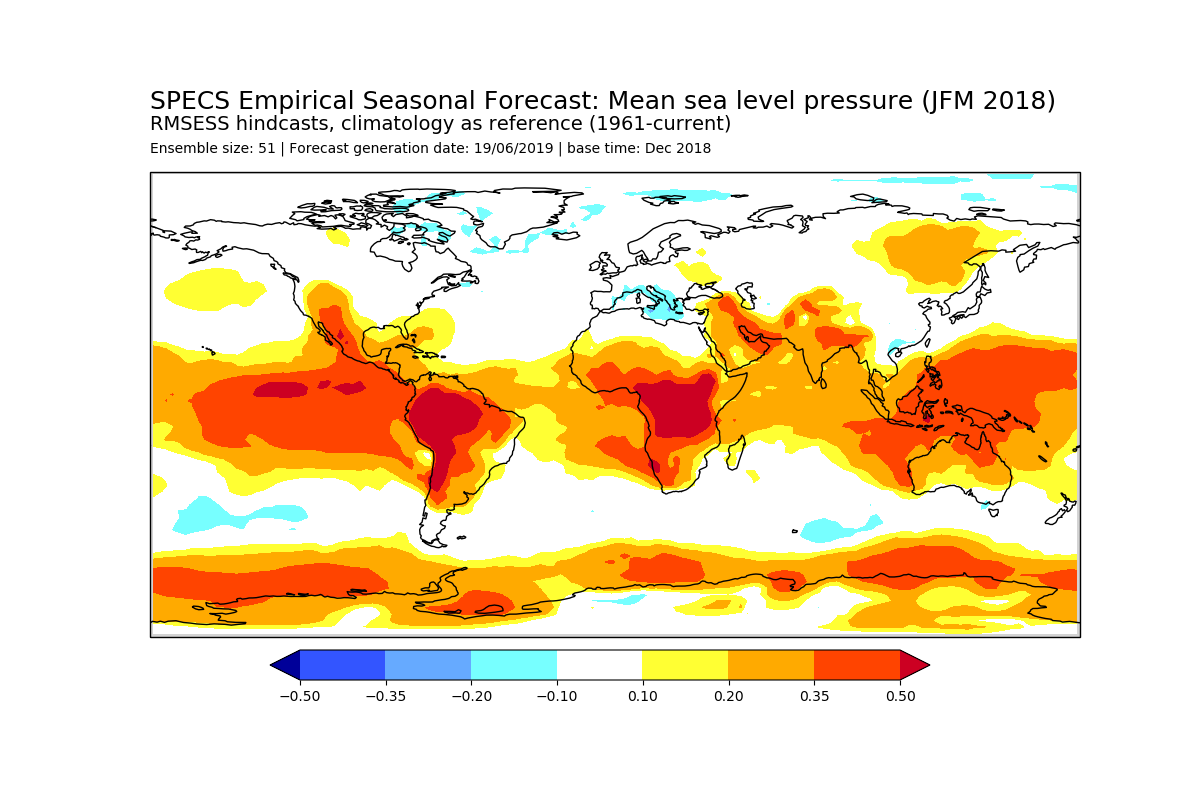 SPECS Empirical Seasonal Forecast: Mean sea level pressure (JFM 2018)
RMSESS hindcasts, climatology as reference (1961-current)
Ensemble size: 51 | Forecast generation date: 19/06/2019 | base time: Dec 2018
−0.50 −0.35 −0.20 −0.10 0.10 0.20 0.35 0.50